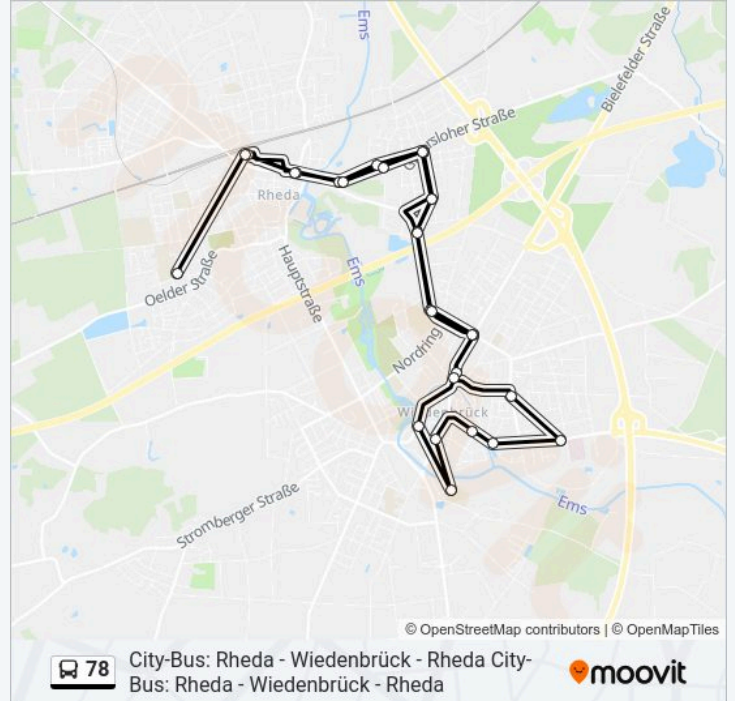 Ems
Bielefelder Straße
sloher Straße
Rheda
Oelder Straße
Hauptstraße
Ems
Nordring
Wiedenbrück
Ems
Stromberger Straße
© OpenStreetMap contributors | © OpenMapTiles
78
City-Bus: Rheda - Wiedenbrück - Rheda City-
Bus: Rheda - Wiedenbrück - Rheda
moovit